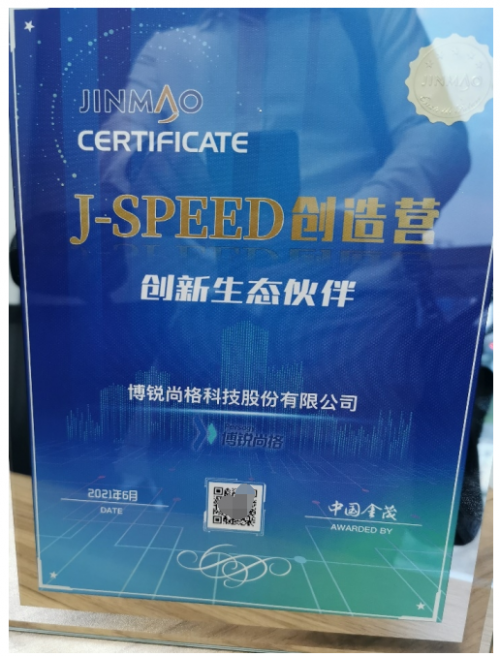 JINMAO
CERTIFICATE
JINMAO
J-SPEED创造营
创新生态伙伴
博锐尚格科技股份有限公司
博锐尚格
2021年6月
DATE
中国金茂
AWARDED BY